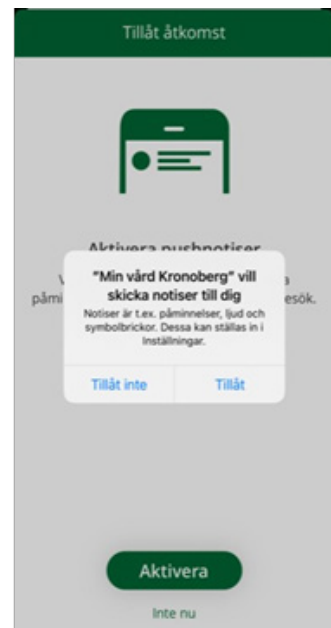 Tillåt åtkomst
Aktivera pushnotiser
"Min vård Kronoberg" vill
skicka notiser till dig
Notiser är t.ex. påminnelser, ljud och
symbolbrickor. Dessa kan ställas in i
Inställningar.
Tillåt inte Tillåt
Aktivera
Inte nu